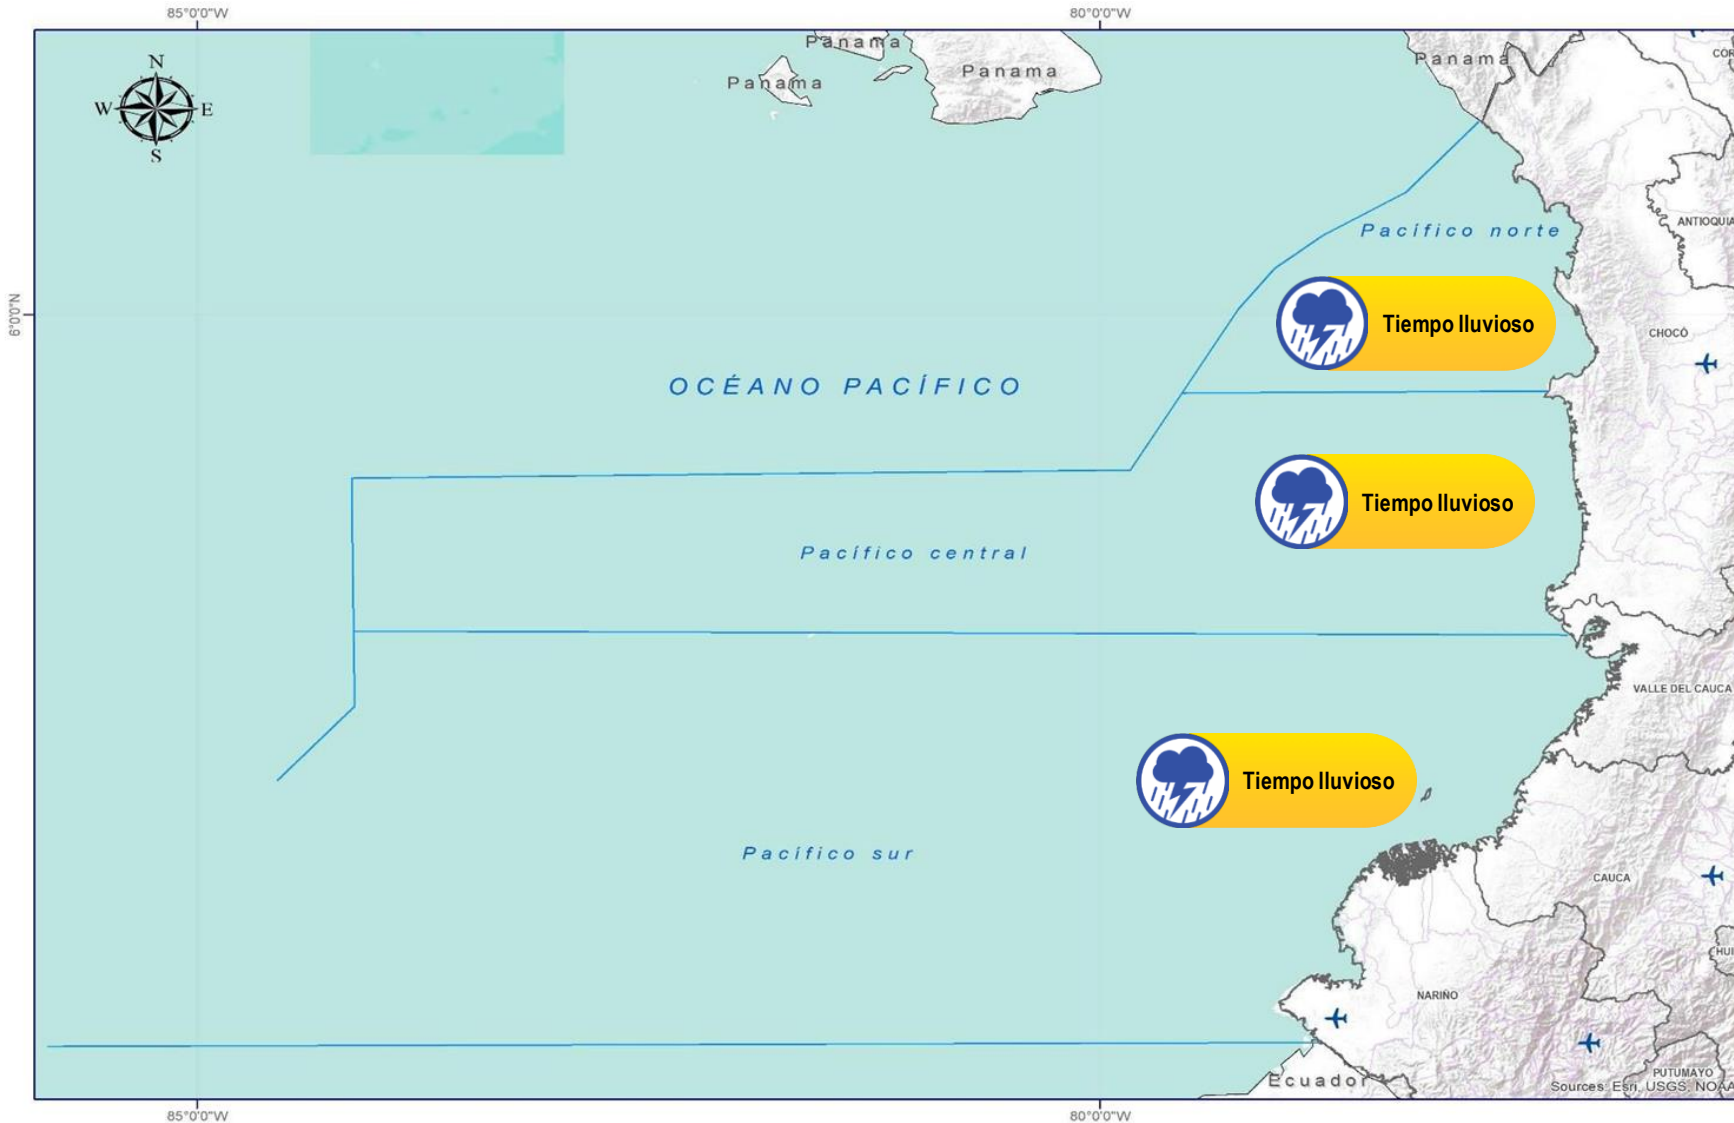 85°0'0"W 80°0'0"W
Panama
Panama
Panama
Panama
N
W E
S
ANTIOQUIA
Pacífico norte
6°0'0"N
Tiempo lluvioso
CHOCÓ
OCÉANO PACÍFICO
Tiempo lluvioso
Pacífico central
VALLE DEL CAUCA
Tiempo lluvioso
Pacífico sur
CAUCA
HUI
NARIÑO
PUTUMAYO
Ecuador
Sources: Esri, USGS, NOAA
85°0'0"W 80°0'0"W